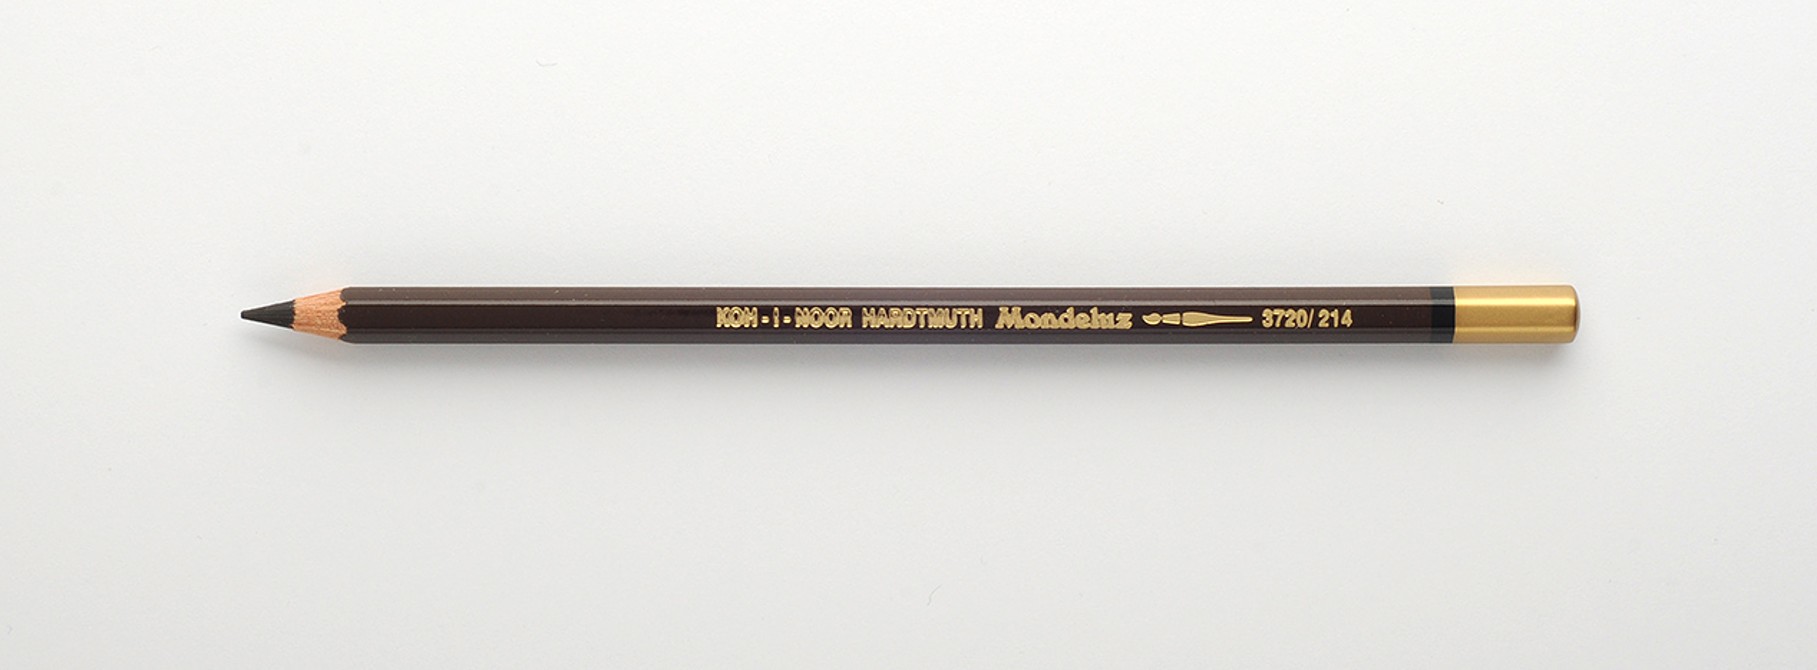 KOH-I-NOOR HARDTMUTH Mondeluz 3720/214